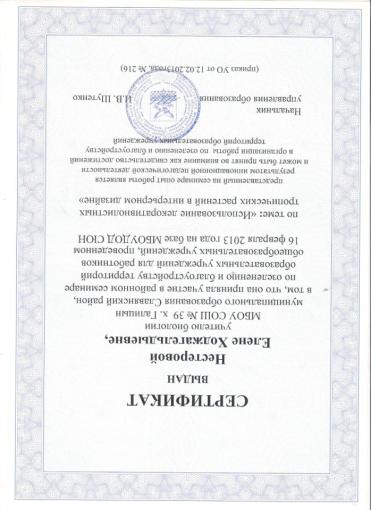 СЕРТИФИКАТ
ВЫДАН
Нестеровой
Елене Ходжагельдыевне,
учителю биологии
МБОУ СОШ № 39 х. Галицын
муниципального образования Славянский район,
в том, что она приняла участие в районном семинаре
по озеленению и благоустройству территорий
образовательных учреждений для работников
общеобразовательных учреждений, проведенном
16 февраля 2013 года на базе МБОУДОД СЮН
по теме: «Использование декоративнолистных
тропических растений в интерьерном дизайне»
представленный на семинаре опыт работы является
результатом инновационной педагогической деятельности
и может быть принят во внимание как свидетельство достижений
в организации работы по озеленению и благоустройству
территорий образовательных учреждений
Начальник
управления образования И.В. Шутенко
(приказ УО от 12.02.2013года, № 216)